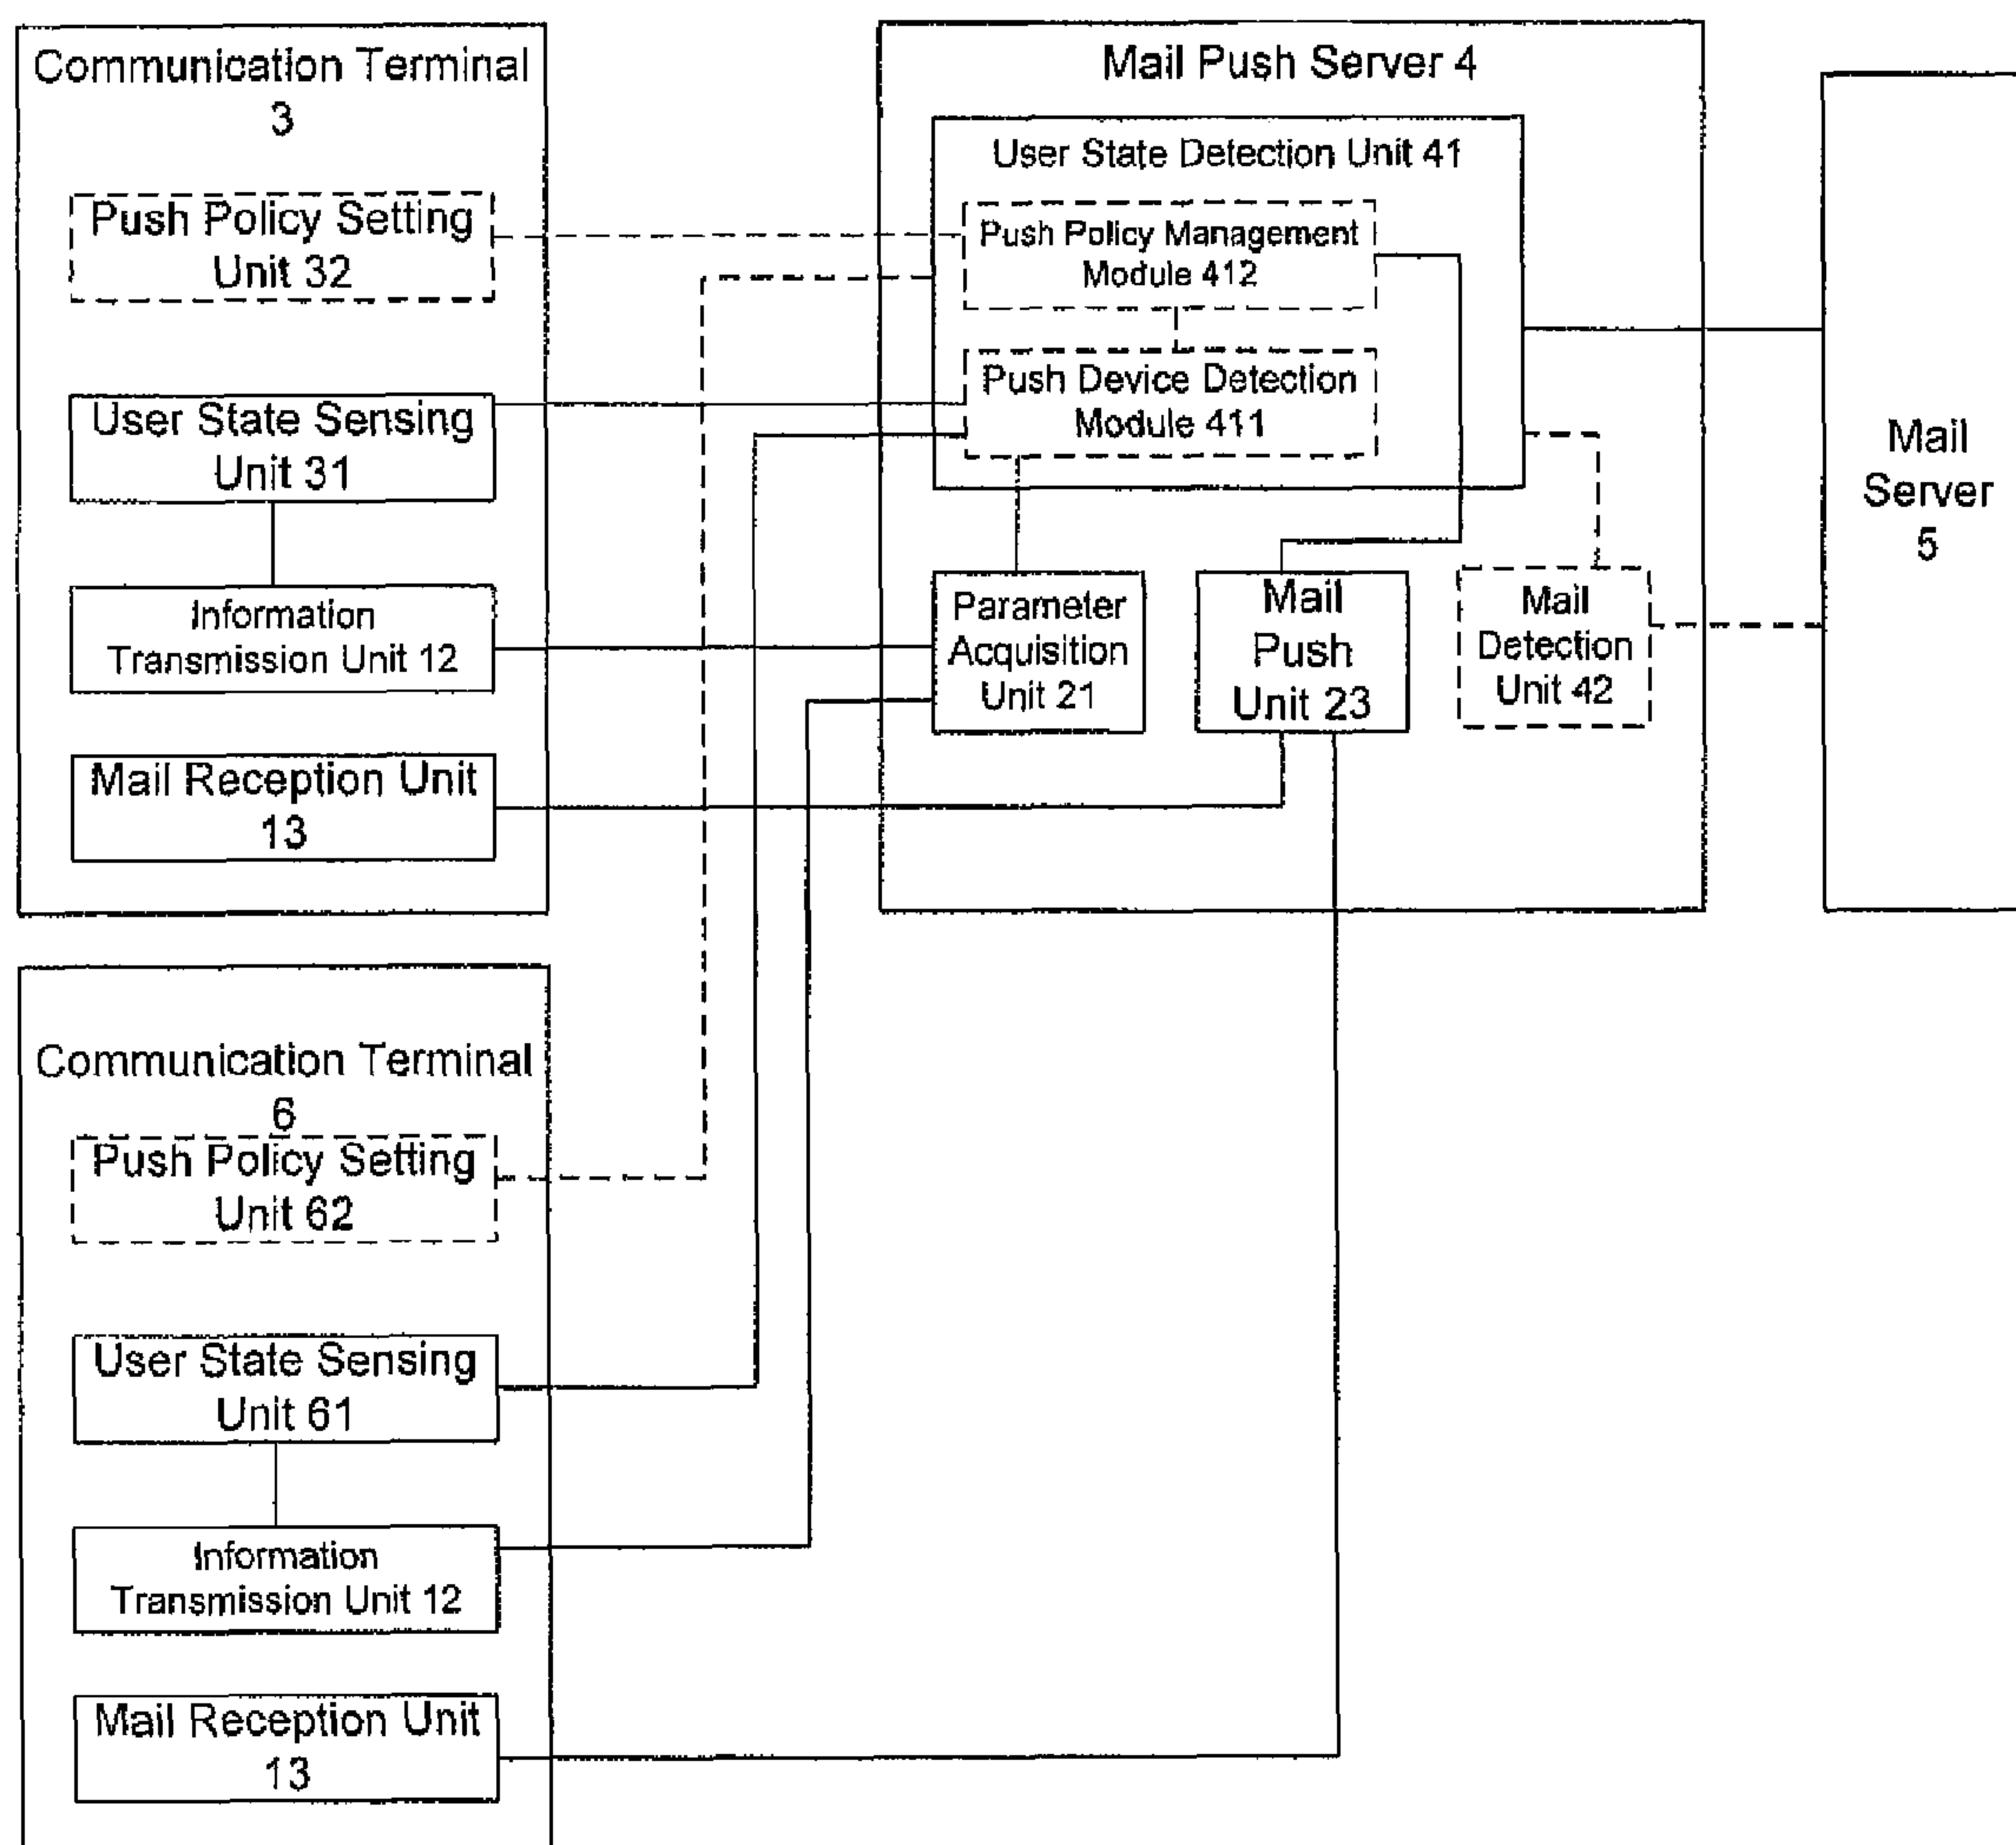 Communication Terminal
3
Push Policy Setting
Unit 32
User State Sensing
Unit 31
Information
Transmission Unit 12
Mail Reception Unit
13
Mail Push Server 4
User State Detection Unit 41
Push Policy Management
Module 412
Push Device Detection
Module 411
Parameter
Acquisition
Unit 21
Mail
Push
Unit 23
Mail
Detection
Unit 42
Mail
Server
5
Communication Terminal
6
Push Policy Setting
Unit 62
User State Sensing
Unit 61
Information
Transmission Unit 12
Mail Reception Unit
13